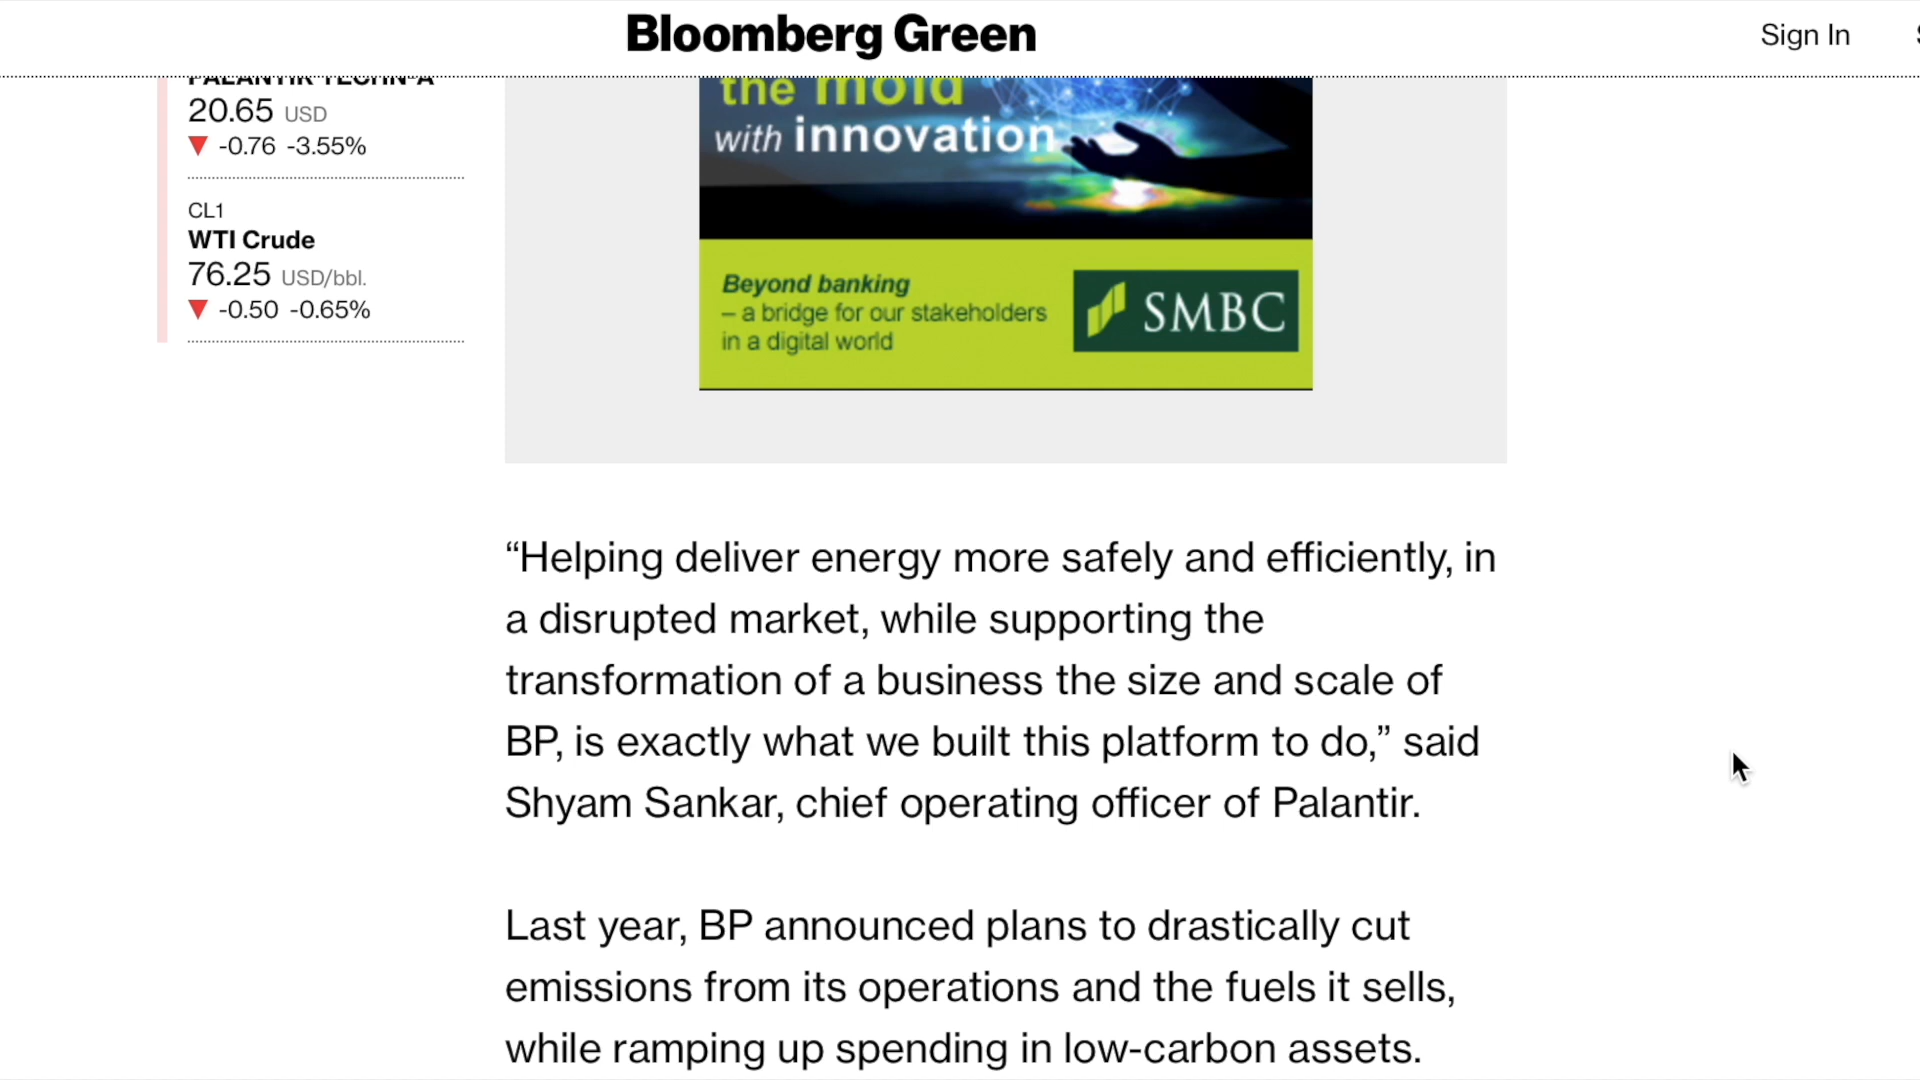 Bloomberg Green
Sign In
PALANTIR TECHN-A
20.65 USD
-0.76 -3.55%
CL1
WTI Crude
76.25 USD/bbl.
-0.50 -0.65%
the mold
with innovation
Beyond banking
– a bridge for our stakeholders
in a digital world
SMBC
“Helping deliver energy more safely and efficiently, in
a disrupted market, while supporting the
transformation of a business the size and scale of
BP, is exactly what we built this platform to do,” said
Shyam Sankar, chief operating officer of Palantir.
Last year, BP announced plans to drastically cut
emissions from its operations and the fuels it sells,
while ramping up spending in low-carbon assets.